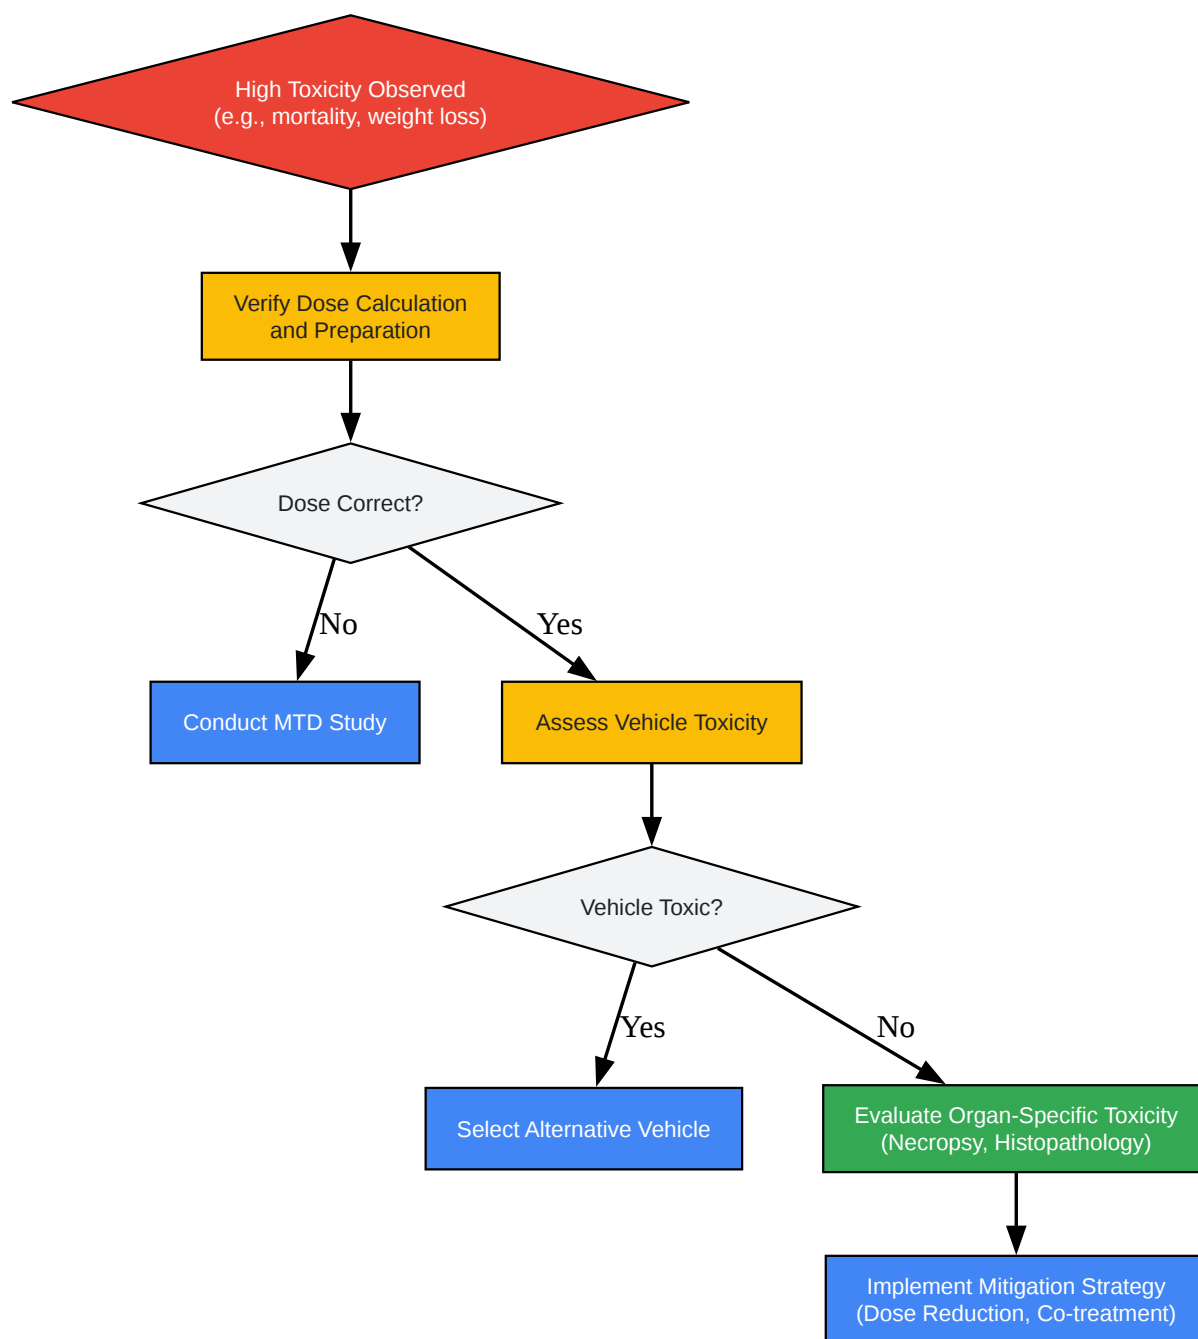 High Toxicity Observed
(e.g., mortality, weight loss)
Verify Dose Calculation
and Preparation
Dose Correct?
No
Yes
Conduct MTD Study
Assess Vehicle Toxicity
Vehicle Toxic?
Yes
No
Select Alternative Vehicle
Evaluate Organ-Specific Toxicity
(Necropsy, Histopathology)
Implement Mitigation Strategy
(Dose Reduction, Co-treatment)